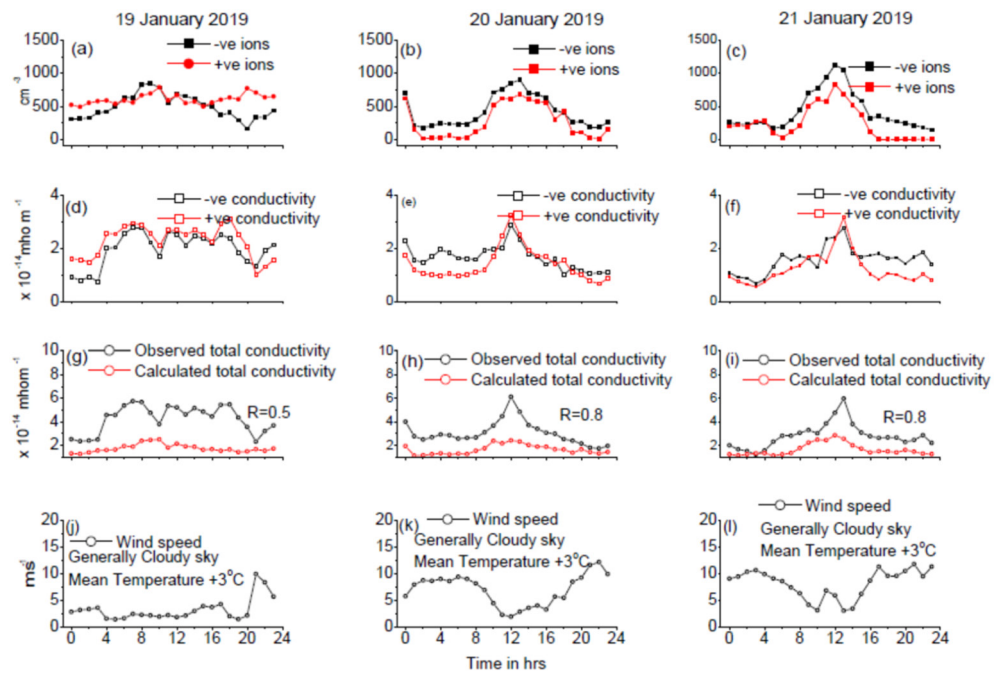 19 January 2019
20 January 2019
21 January 2019
1500
1000
500
0
cm⁻³
(a)
-ve ions
+ve ions
1500
1000
500
0
(b)
-ve ions
+ve ions
1500
1000
500
0
(c)
-ve ions
+ve ions
4
2
0
x 10⁻¹⁴ mho m⁻¹
(d)
-ve conductivity
+ve conductivity
4
2
0
(e)
-ve conductivity
+ve conductivity
4
2
0
(f)
-ve conductivity
+ve conductivity
10
8
6
4
2
0
x 10⁻¹⁴ mhom⁻¹
(g)
Observed total conductivity
Calculated total conductivity
R=0.5
10
8
6
4
2
0
(h)
Observed total conductivity
Calculated total conductivity
R=0.8
10
8
6
4
2
0
(i)
Observed total conductivity
Calculated total conductivity
R=0.8
20
15
10
5
0
(j)
Wind speed
Generally Cloudy sky
Mean Temperature +3°C
20
15
10
5
0
(k)
Wind speed
Generally Cloudy sky
Mean Temperature +3°C
20
15
10
5
0
(l)
Wind speed
Generally Cloudy sky
Mean Temperature +3°C
0 4 8 12 16 20 24
0 4 8 12 16 20 24
0 4 8 12 16 20 24
Time in hrs